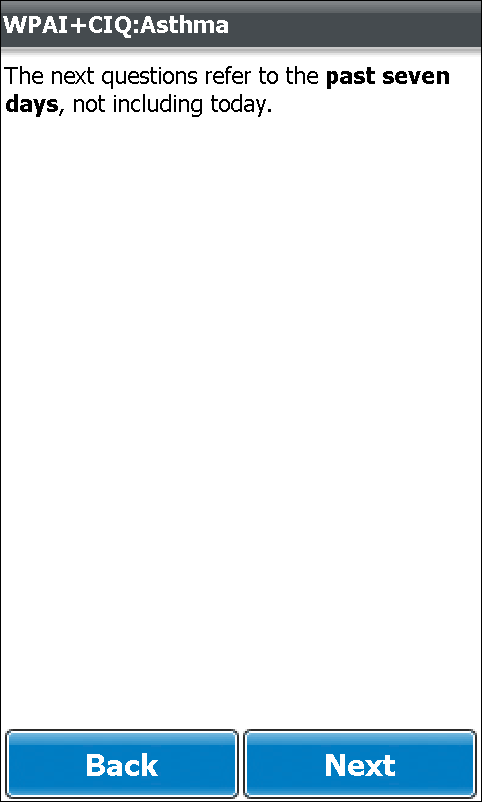 WPAI+CIQ:Asthma
The next questions refer to the past seven
days, not including today.
Back
Next